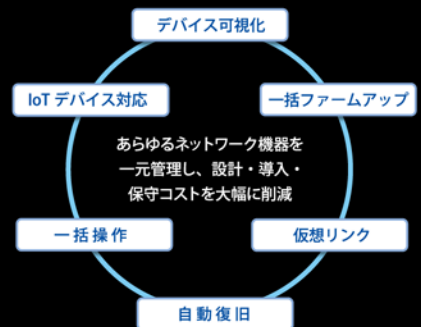 デバイス可視化
IoT デバイス対応
一括ファームアップ
あらゆるネットワーク機器を
一元管理し、設計・導入・
保守コストを大幅に削減
一括操作
仮想リンク
自動復旧